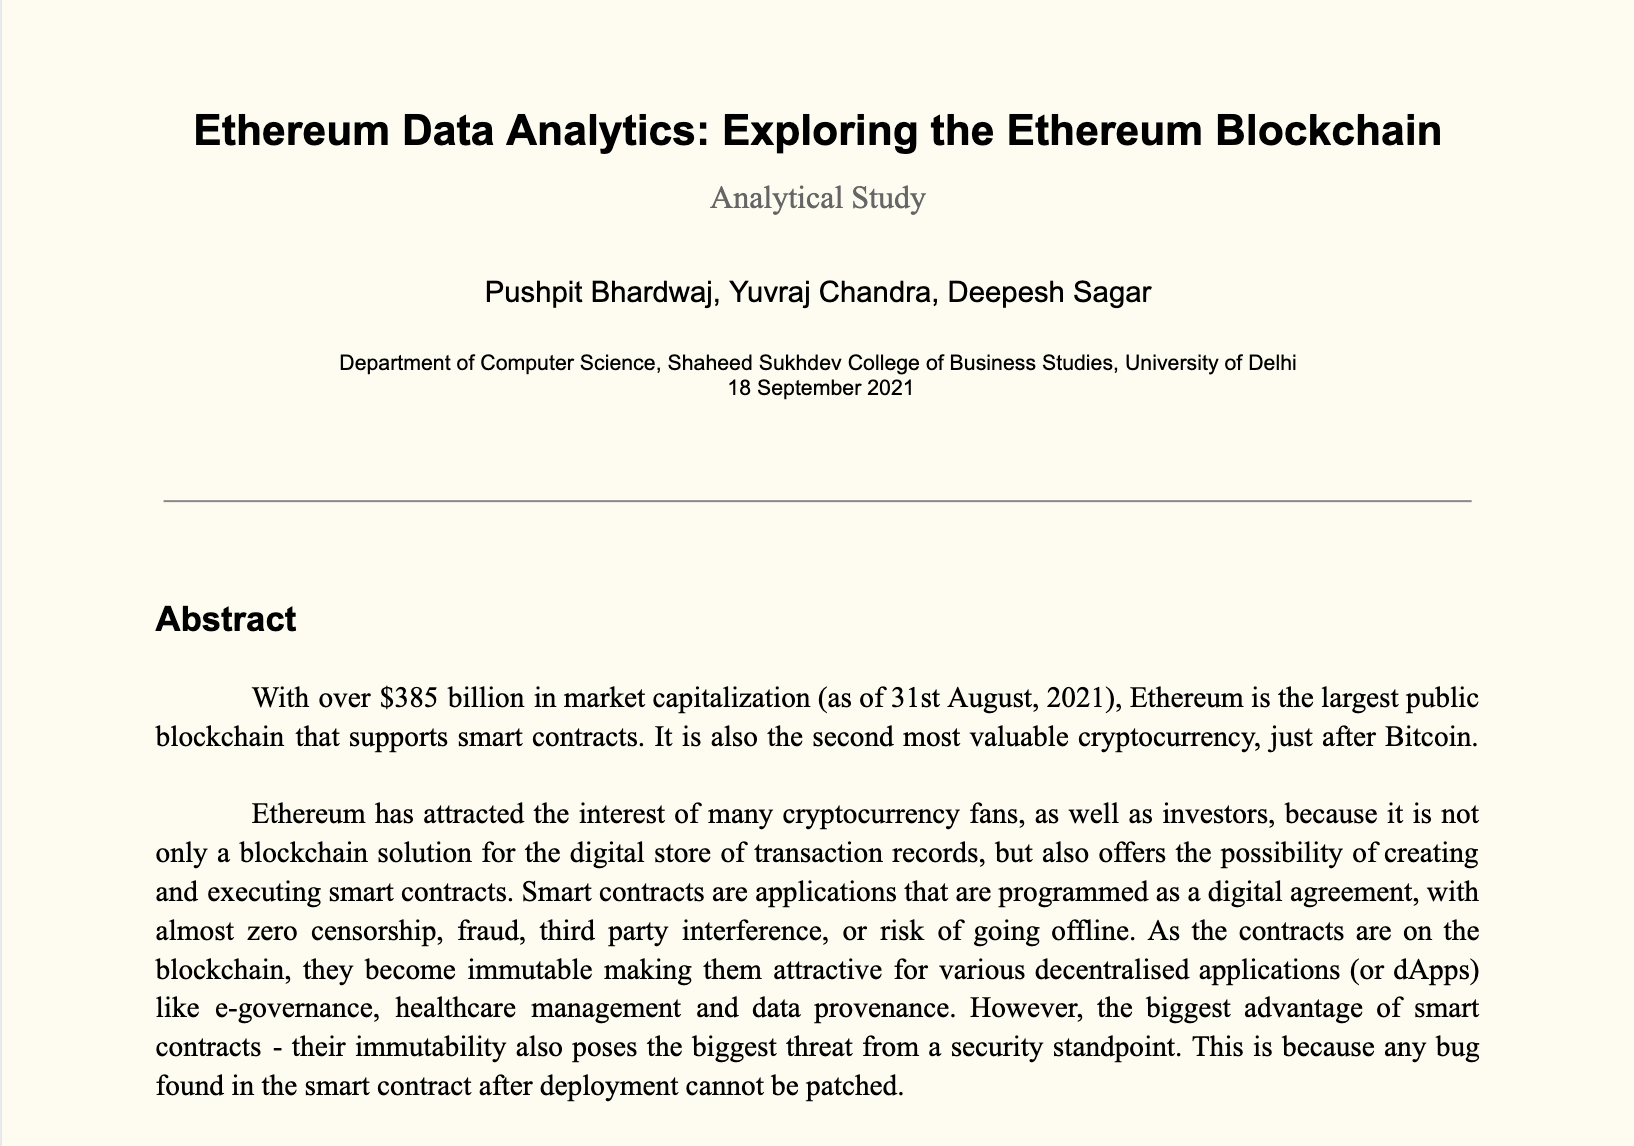 Ethereum Data Analytics: Exploring the Ethereum Blockchain
Analytical Study
Pushpit Bhardwaj, Yuvraj Chandra, Deepesh Sagar
Department of Computer Science, Shaheed Sukhdev College of Business Studies, University of Delhi
18 September 2021
Abstract
With over $385 billion in market capitalization (as of 31st August, 2021), Ethereum is the largest public
blockchain that supports smart contracts. It is also the second most valuable cryptocurrency, just after Bitcoin.
Ethereum has attracted the interest of many cryptocurrency fans, as well as investors, because it is not
only a blockchain solution for the digital store of transaction records, but also offers the possibility of creating
and executing smart contracts. Smart contracts are applications that are programmed as a digital agreement, with
almost zero censorship, fraud, third party interference, or risk of going offline. As the contracts are on the
blockchain, they become immutable making them attractive for various decentralised applications (or dApps)
like e-governance, healthcare management and data provenance. However, the biggest advantage of smart
contracts - their immutability also poses the biggest threat from a security standpoint. This is because any bug
found in the smart contract after deployment cannot be patched.